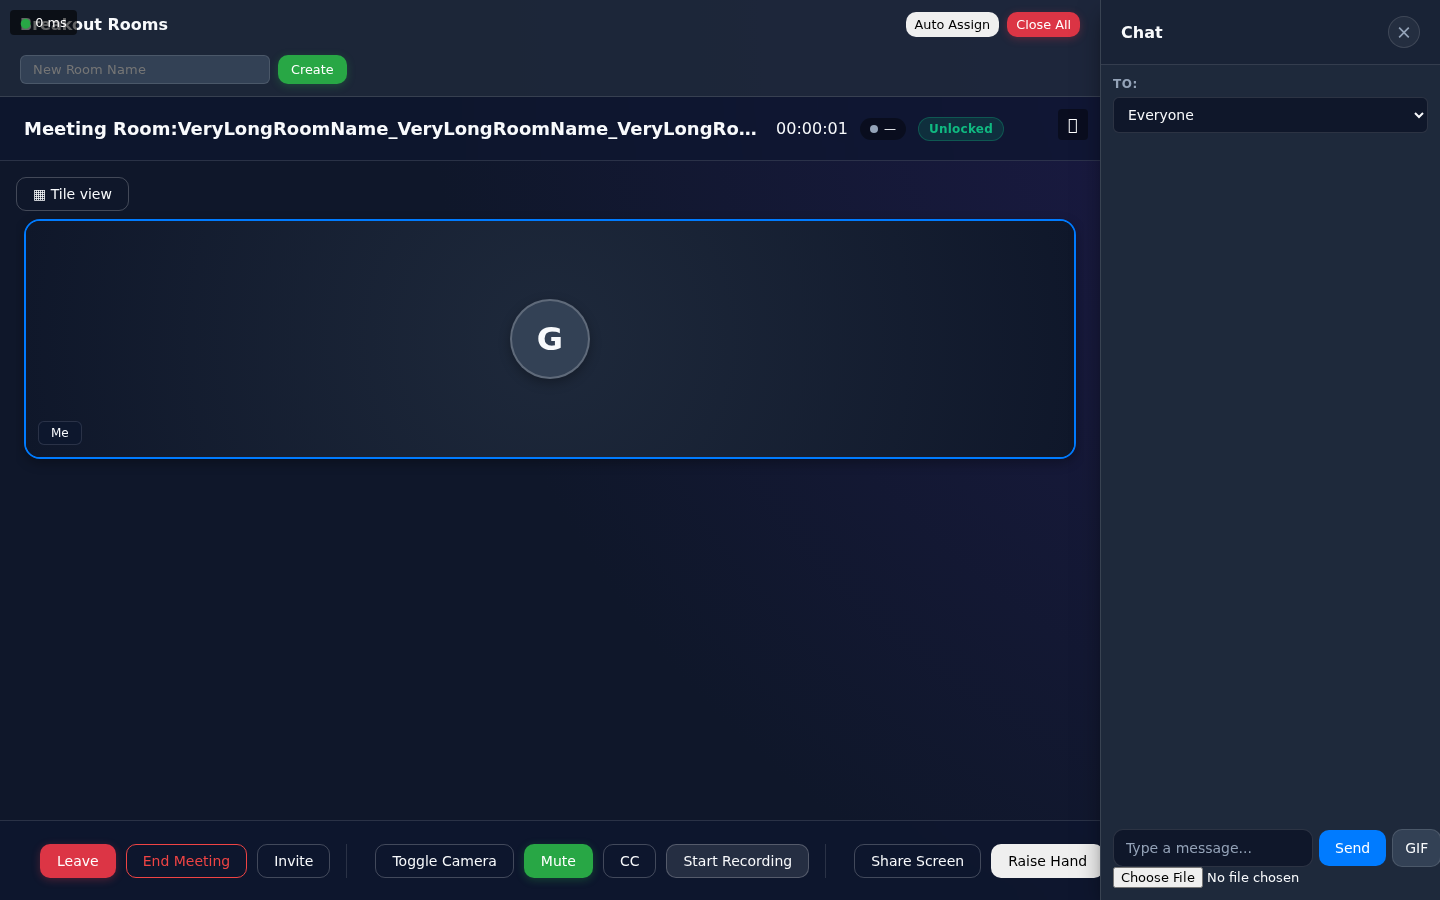 0 ms
Breakout Rooms
Auto Assign
Close All
New Room Name
Create
Meeting Room:VeryLongRoomName_VeryLongRoomName_VeryLongRo...
00:00:01
—
Unlocked
▦ Tile view
G
Me
Leave
End Meeting
Invite
Toggle Camera
Mute
CC
Start Recording
Share Screen
Raise Hand
Chat
×
TO:
Everyone
Type a message...
Send
GIF
Choose File No file chosen